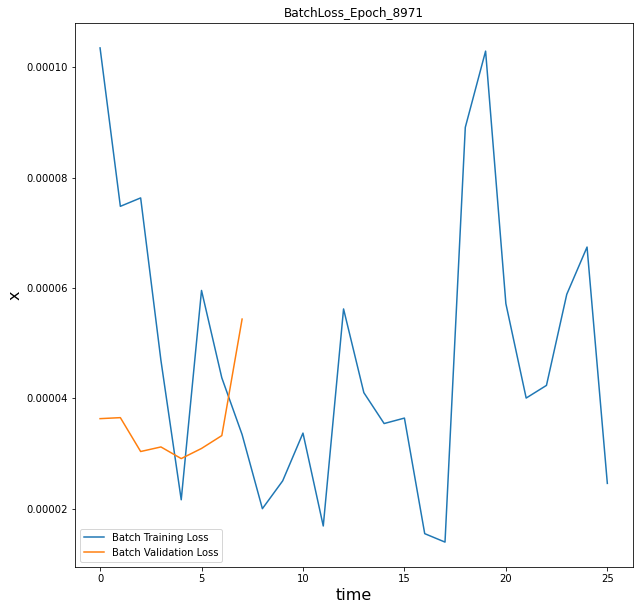 BatchLoss_Epoch_8971
0.00010
0.00008
0.00006
0.00004
0.00002
x
Batch Training Loss
Batch Validation Loss
0 5 10 15 20 25
time